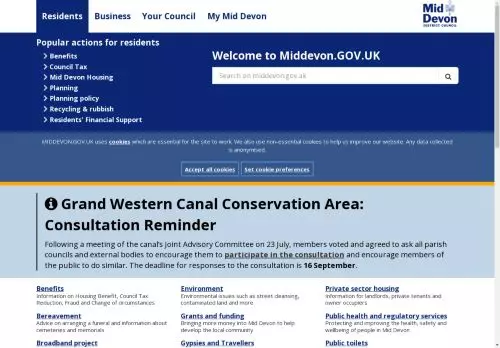 Residents Business Your Council My Mid Devon
Mid
Devon
DISTRICT COUNCIL
Popular actions for residents
Benefits
Council Tax
Mid Devon Housing
Planning
Planning policy
Recycling & rubbish
Residents' Financial Support
Welcome to Middevon.GOV.UK
Search on middevon.gov.uk
MIDDEVON.GOV.UK uses cookies which are essential for the site to work. We also use non-essential cookies to help us improve our website. Any data collected
is anonymised.
Accept all cookies Set cookie preferences
Grand Western Canal Conservation Area:
Consultation Reminder
Following a meeting of the canal's Joint Advisory Committee on 23 July, members voted and agreed to ask all parish
councils and external bodies to encourage them to participate in the consultation and encourage members of
the public to do similar. The deadline for responses to the consultation is 16 September.
Benefits
Information on Housing Benefit, Council Tax
Reduction, Fraud and Change of circumstances
Bereavement
Advice on arranging a funeral and information about
cemeteries and memorials
Broadband project
Environment
Environmental issues such as street cleansing,
contaminated land and more
Grants and funding
Bringing more money into Mid Devon to help
develop the local community
Gypsies and Travellers
Private sector housing
Information for landlords, private tenants and
owner occupiers
Public health and regulatory services
Protecting and improving the health, safety and
wellbeing of people in Mid Devon
Public toilets